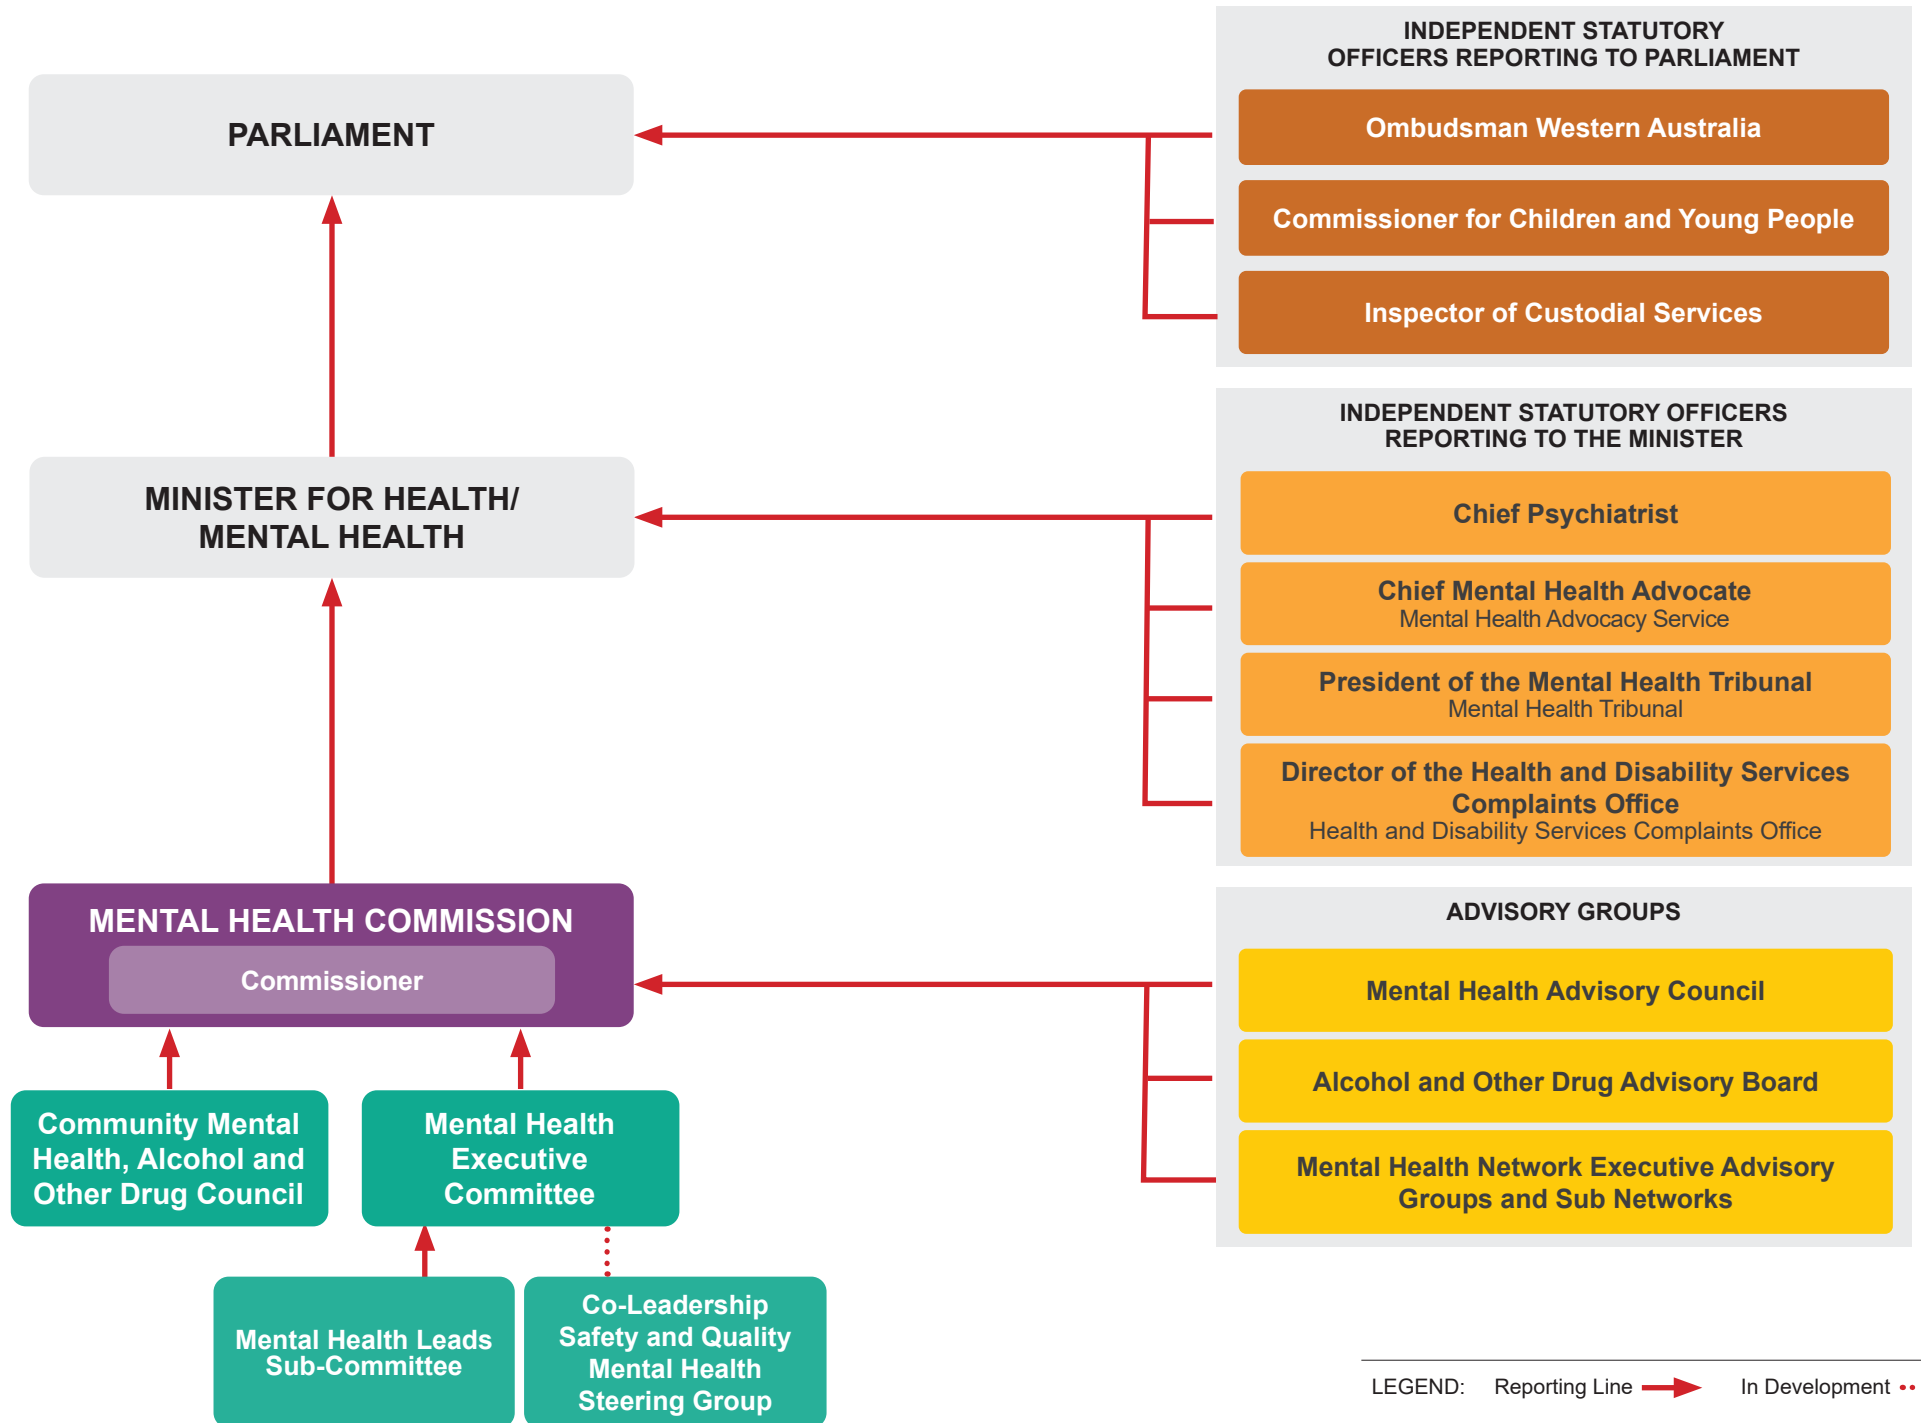 PARLIAMENT
INDEPENDENT STATUTORY
OFFICERS REPORTING TO PARLIAMENT
Ombudsman Western Australia
Commissioner for Children and Young People
Inspector of Custodial Services
MINISTER FOR HEALTH/
MENTAL HEALTH
INDEPENDENT STATUTORY OFFICERS
REPORTING TO THE MINISTER
Chief Psychiatrist
Chief Mental Health Advocate
Mental Health Advocacy Service
President of the Mental Health Tribunal
Mental Health Tribunal
Director of the Health and Disability Services
Complaints Office
Health and Disability Services Complaints Office
MENTAL HEALTH COMMISSION
Commissioner
ADVISORY GROUPS
Mental Health Advisory Council
Alcohol and Other Drug Advisory Board
Mental Health Network Executive Advisory
Groups and Sub Networks
Community Mental
Health, Alcohol and
Other Drug Council
Mental Health
Executive
Committee
Mental Health Leads
Sub-Committee
Co-Leadership
Safety and Quality
Mental Health
Steering Group
LEGEND: Reporting Line In Development